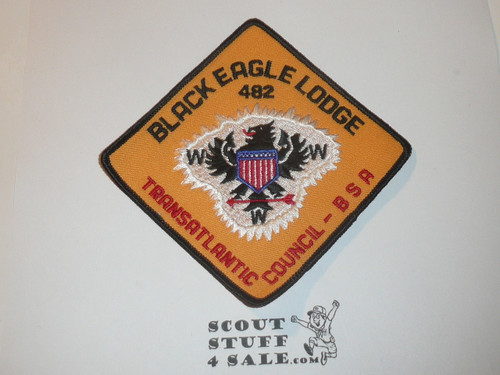 BLACK EAGLE LODGE
482
W W
W
TRANSATLANTIC COUNCIL - BSA
SCOUT
STUFF
4 SALE.com